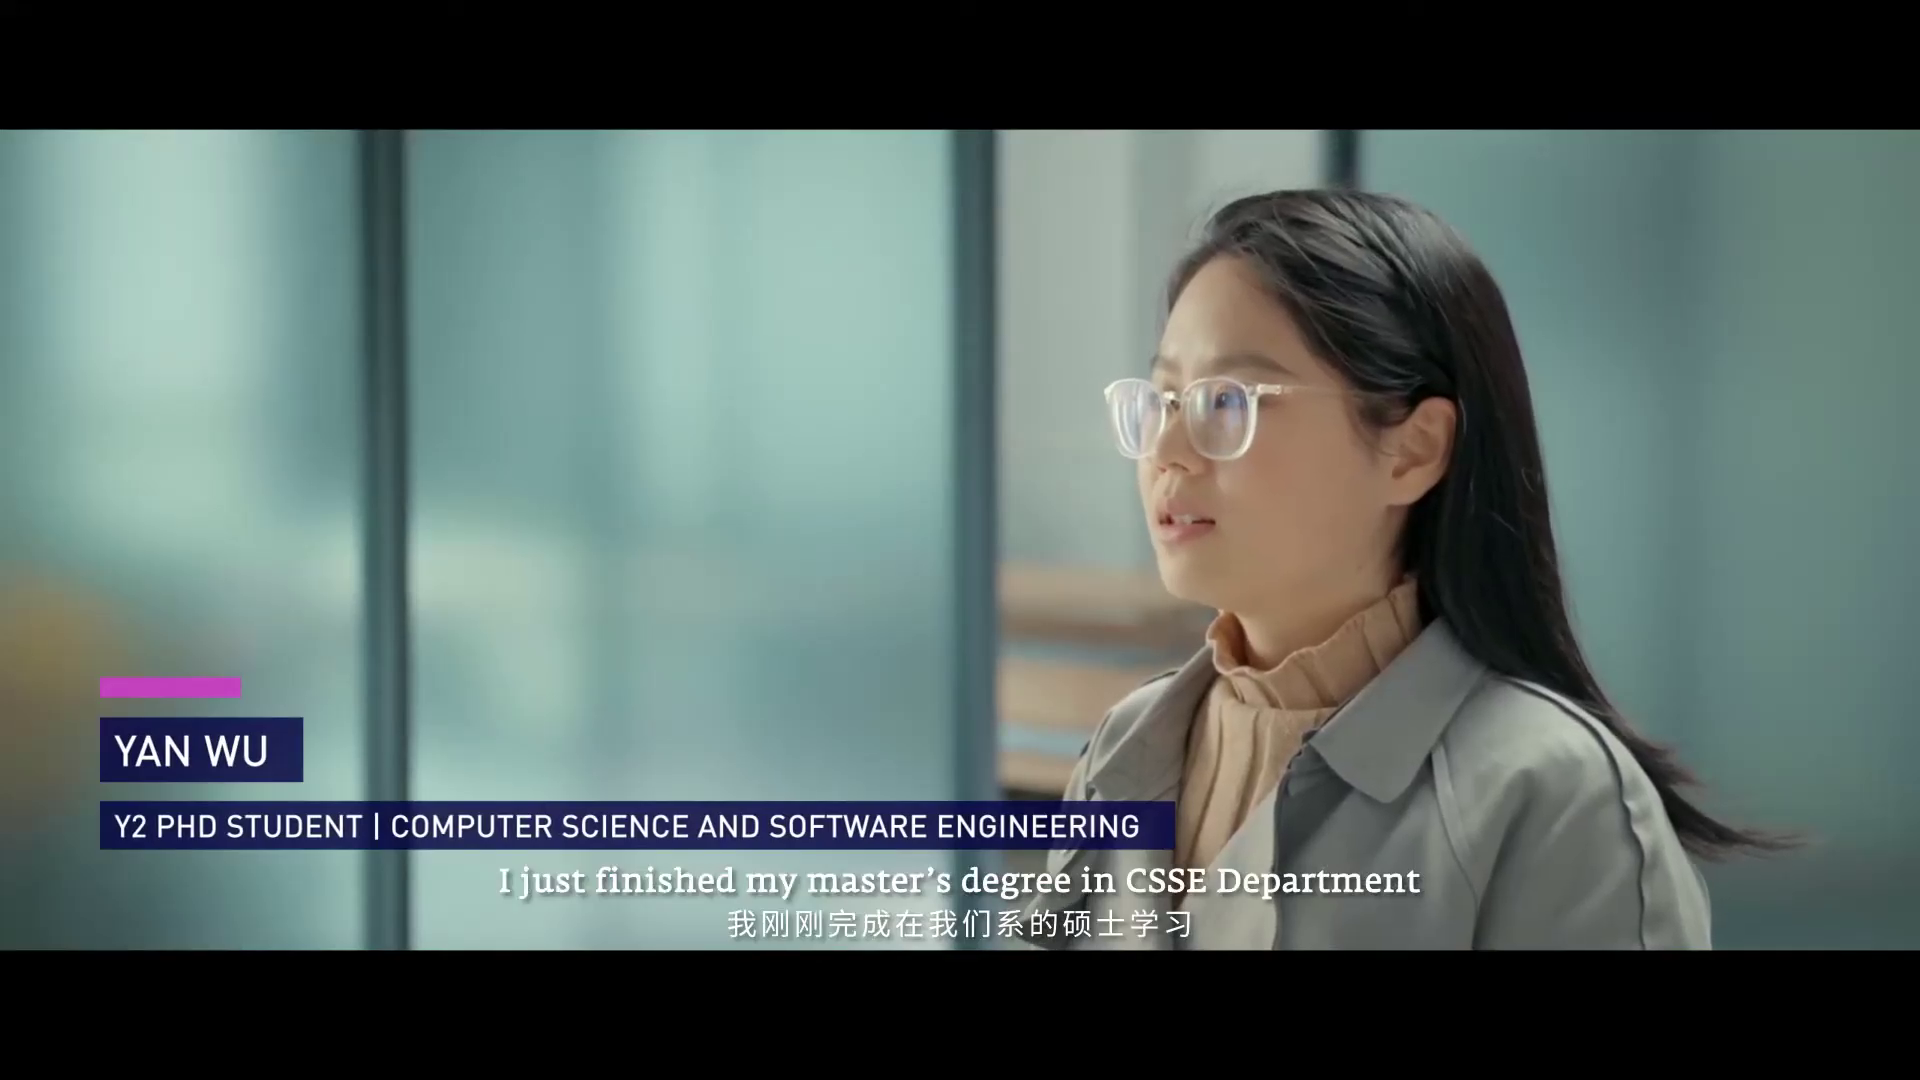 YAN WU
Y2 PHD STUDENT | COMPUTER SCIENCE AND SOFTWARE ENGINEERING
I just finished my master’s degree in CSSE Department
我刚刚完成在我们系的硕士学习